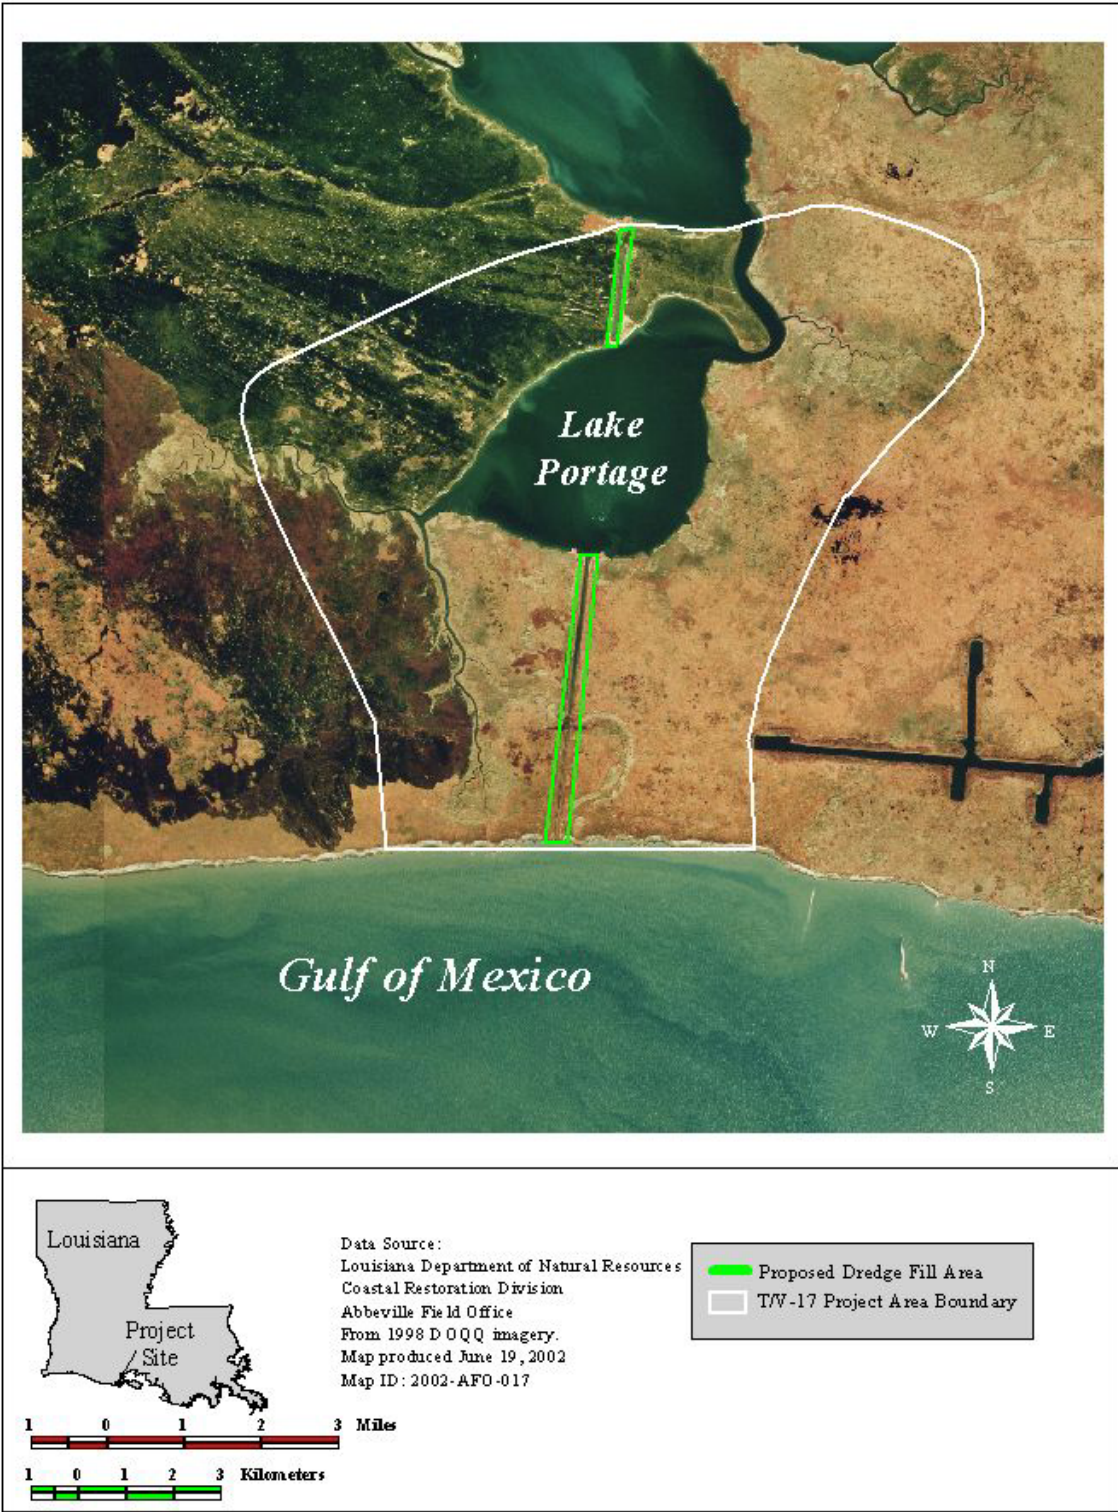 Lake
Portage
Gulf of Mexico
N
W E
S
Louisiana
Project
Site
Data Source:
Louisiana Department of Natural Resources
Coastal Restoration Division
Abbeville Field Office
From 1998 DOQQ imagery.
Map produced June 19, 2002
Map ID: 2002-AFO-017
Proposed Dredge Fill Area
T/V-17 Project Area Boundary
1 0 1 2 3 Miles
1 0 1 2 3 Kilometers